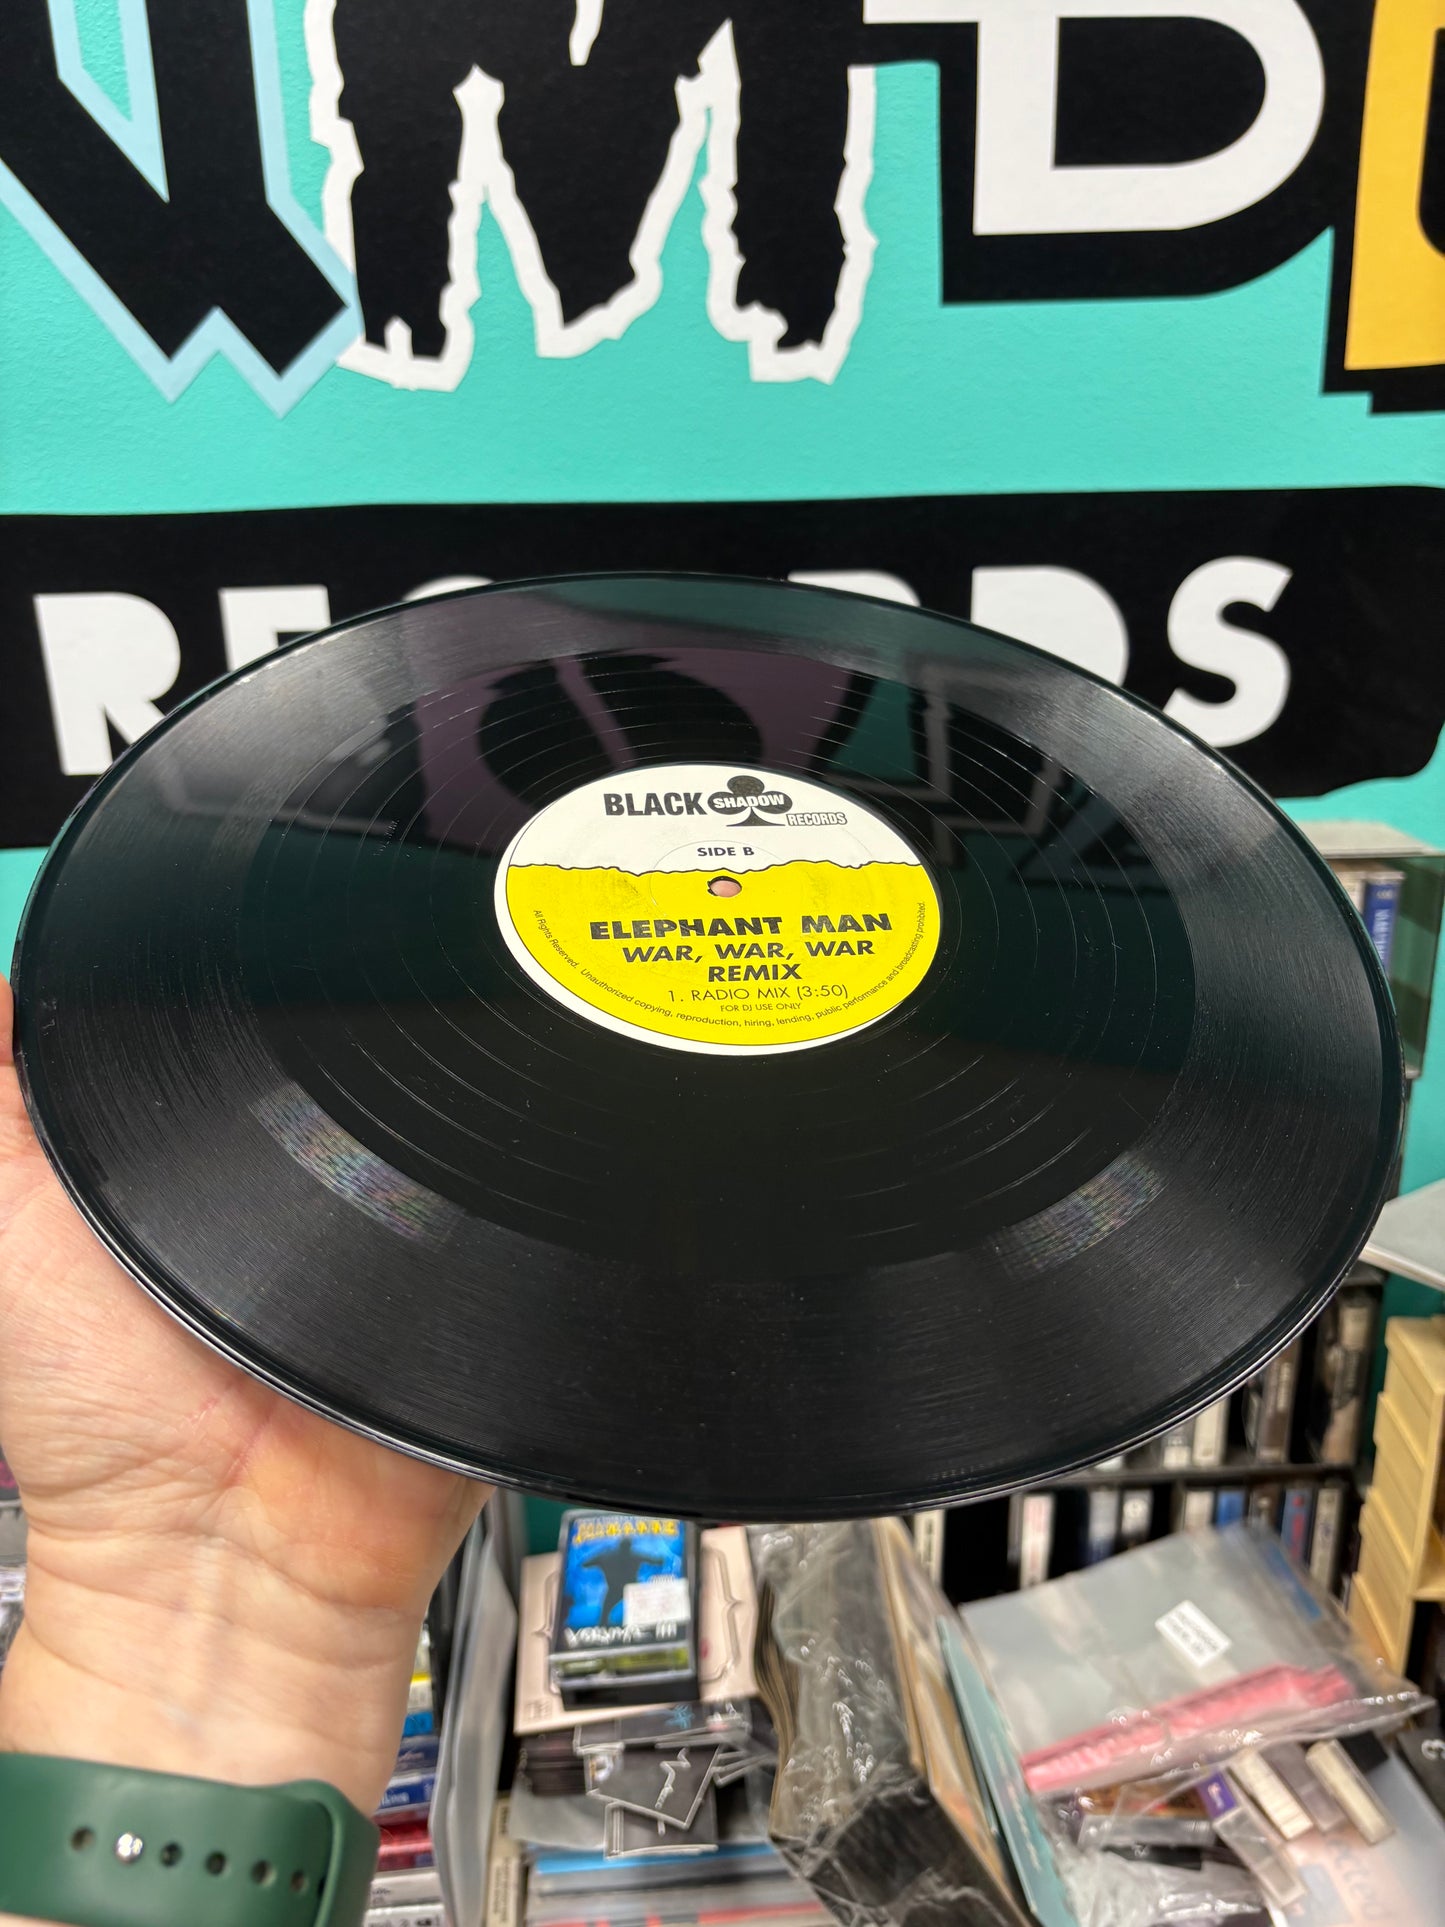 RECORDS
BLACK SHADOW RECORDS
SIDE B
ELEPHANT MAN
WAR, WAR, WAR
REMIX
1. RADIO MIX (3:50)
FOR DJ USE ONLY
All Rights Reserved. Unauthorized copying, reproduction, hiring, lending, public performance and broadcasting prohibited.